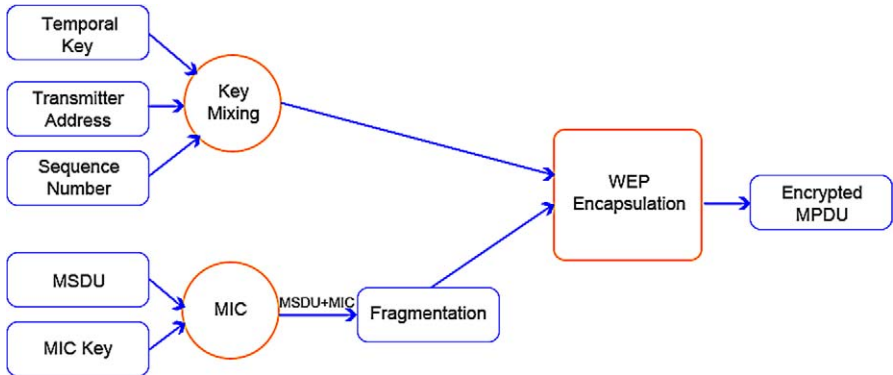 Temporal
Key
Transmitter
Address
Sequence
Number
Key
Mixing
WEP
Encapsulation
Encrypted
MPDU
MSDU
MIC Key
MIC
MSDU+MIC
Fragmentation